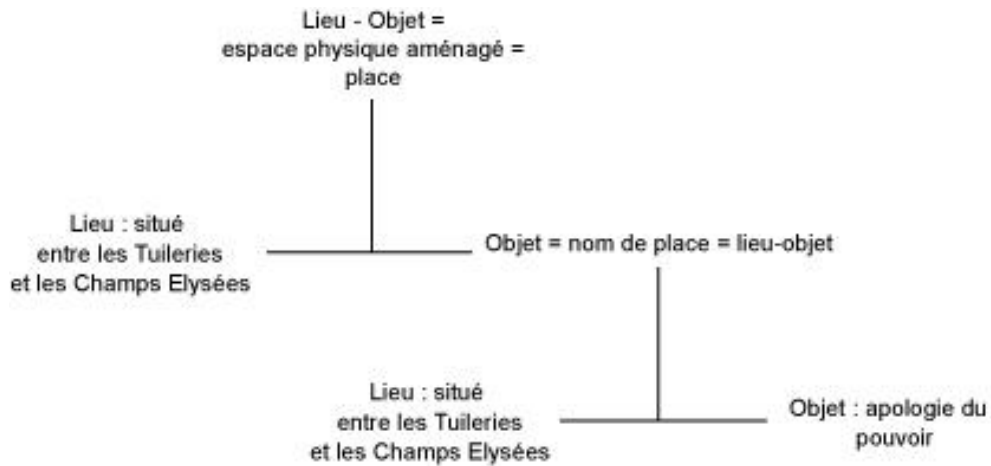 Lieu - Objet =
espace physique aménagé =
place
Lieu : situé
entre les Tuileries
et les Champs Elysées
Objet = nom de place = lieu-objet
Lieu : situé
entre les Tuileries
et les Champs Elysées
Objet : apologie du
pouvoir